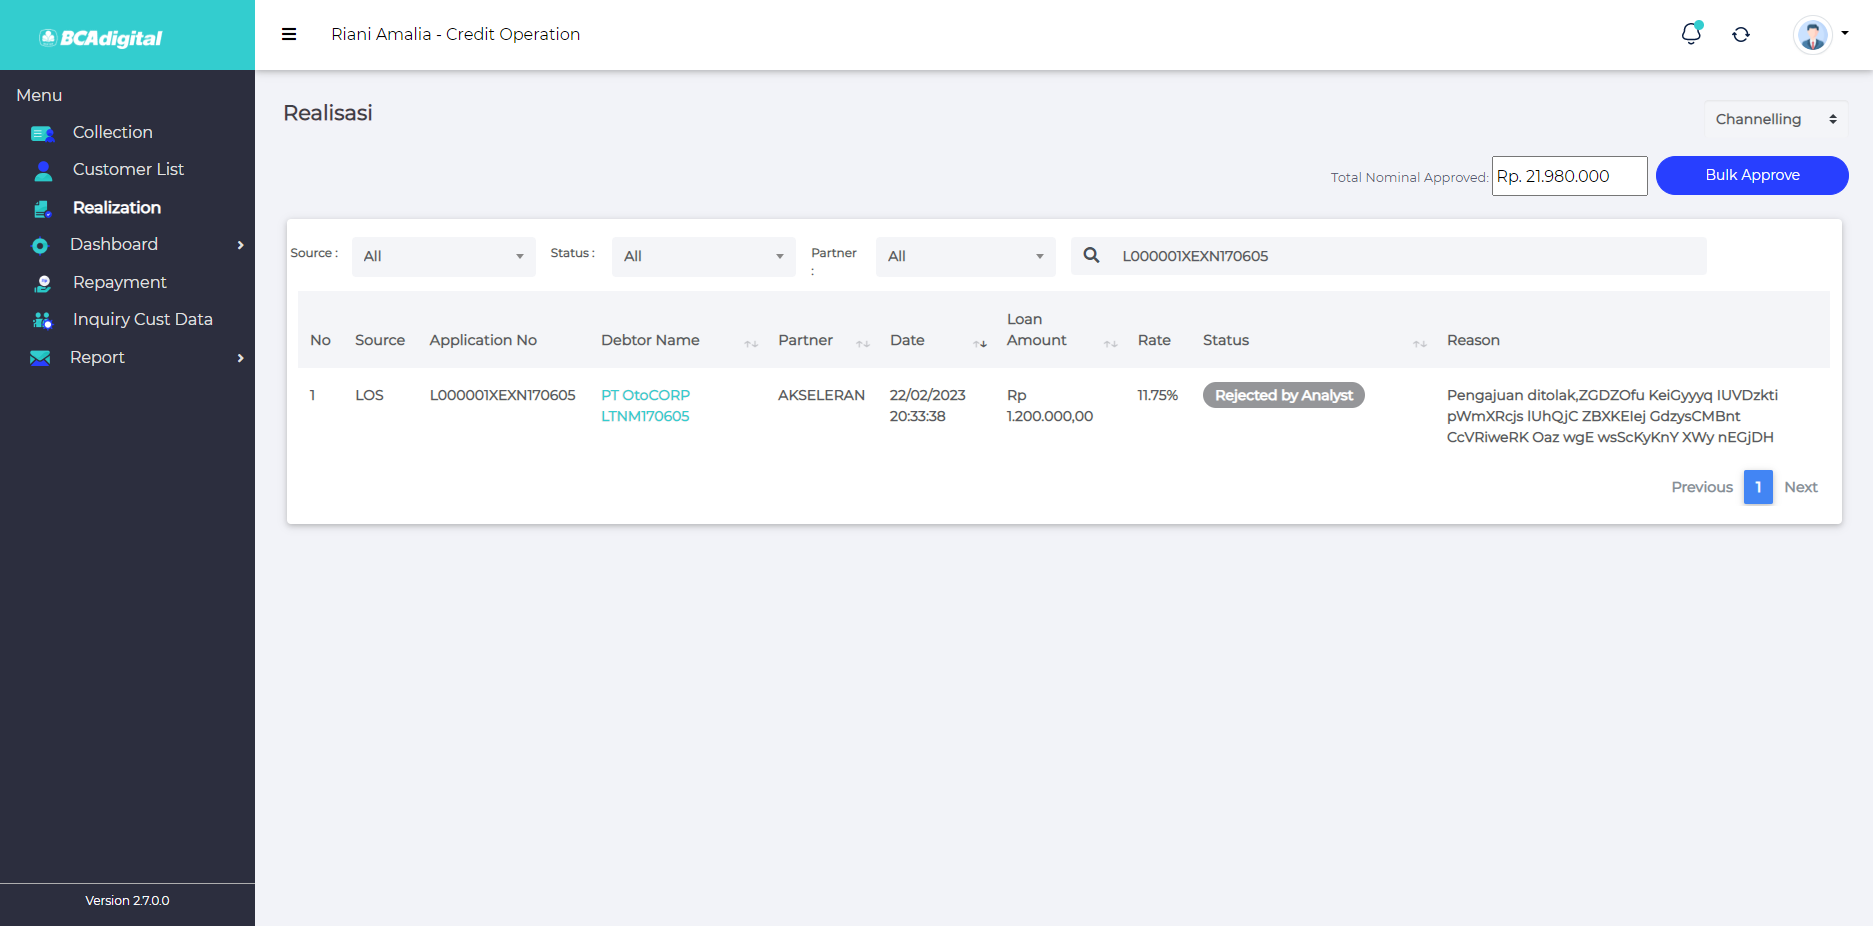 BCAdigital
Riani Amalia - Credit Operation
Menu
Collection
Customer List
Realization
Dashboard
Repayment
Inquiry Cust Data
Report
Version 2.7.0.0
Realisasi
Channelling
Total Nominal Approved: Rp. 21.980.000 Bulk Approve
Source : All Status : All Partner : All L000001XEXN170605
No Source Application No Debtor Name Partner Date Loan Amount Rate Status Reason
1 LOS L000001XEXN170605 PT OtoCORP AKSELERAN 22/02/2023 Rp 11.75% Rejected by Analyst Pengajuan ditolak,ZGDZOfu KeiGyyyq IUVDzkti
LTNM170605 20:33:38 1.200.000,00 pWmXRcjs lUhQjC ZBXKEIej GdzysCMBnt
CcVRiweRK Oaz wgE wsScKyKnY XWy nEGjDH
Previous 1 Next